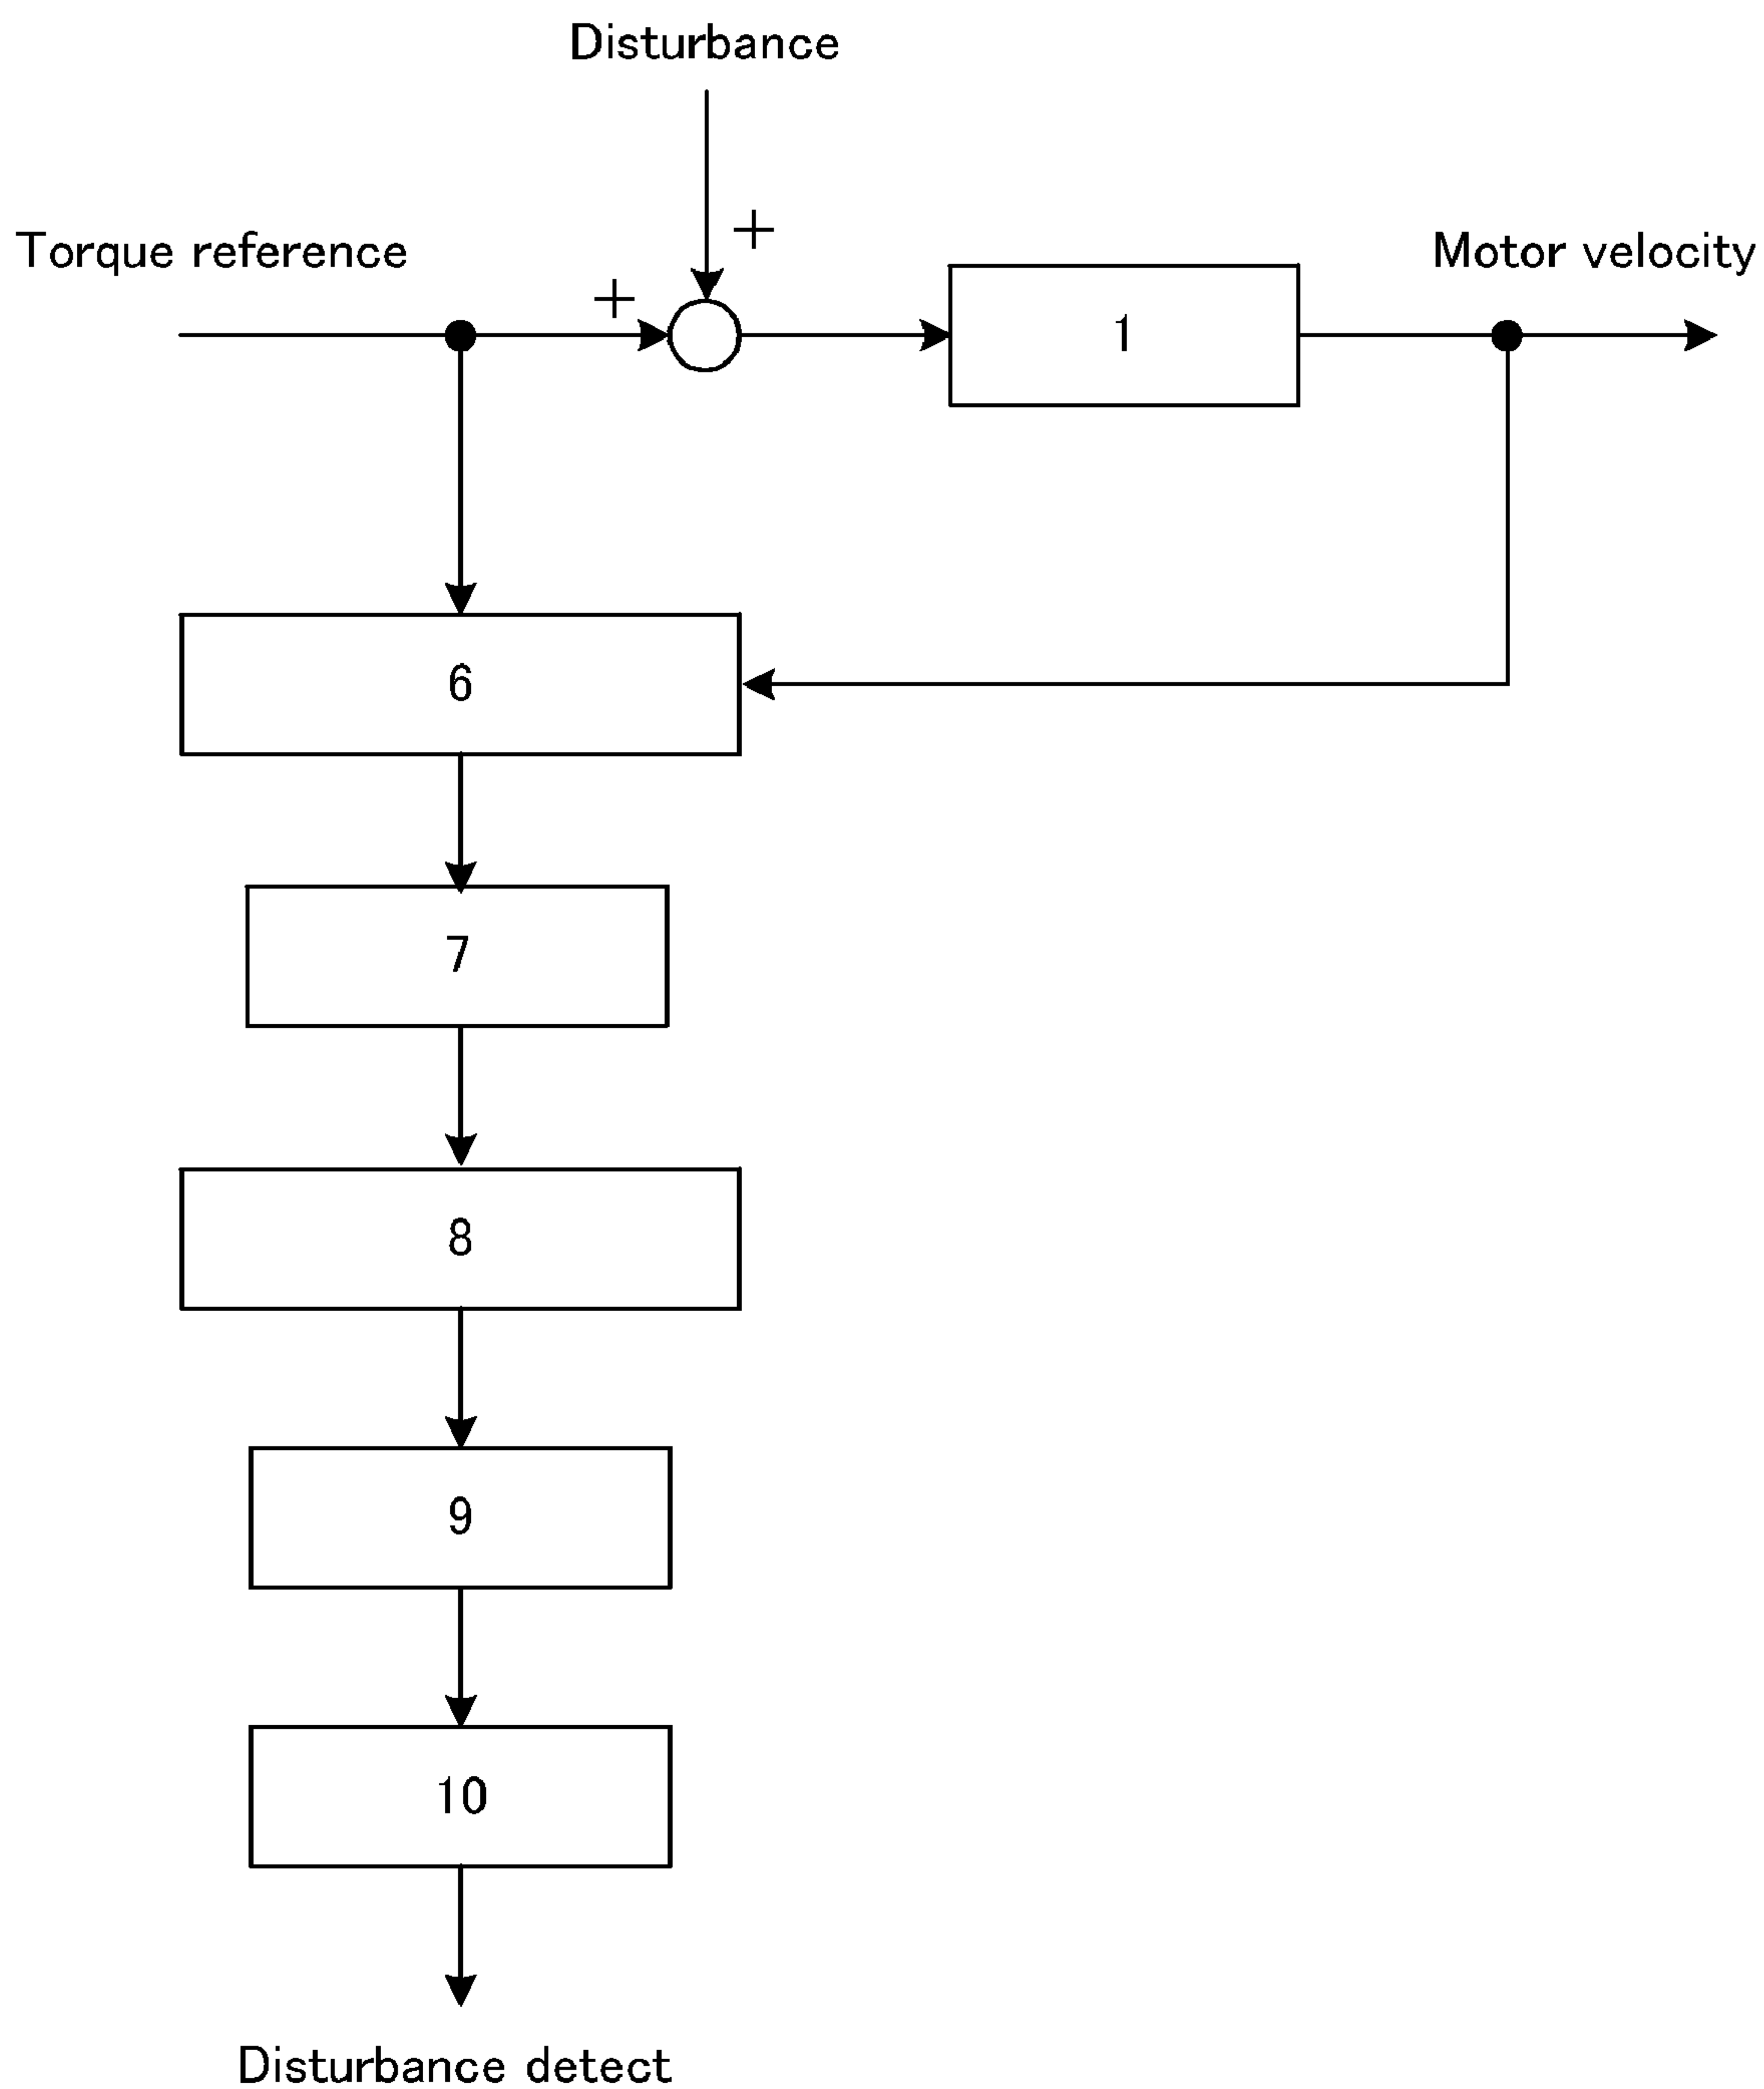 Disturbance
+
Torque reference
+
Motor velocity
1
6
7
8
9
10
Disturbance detect